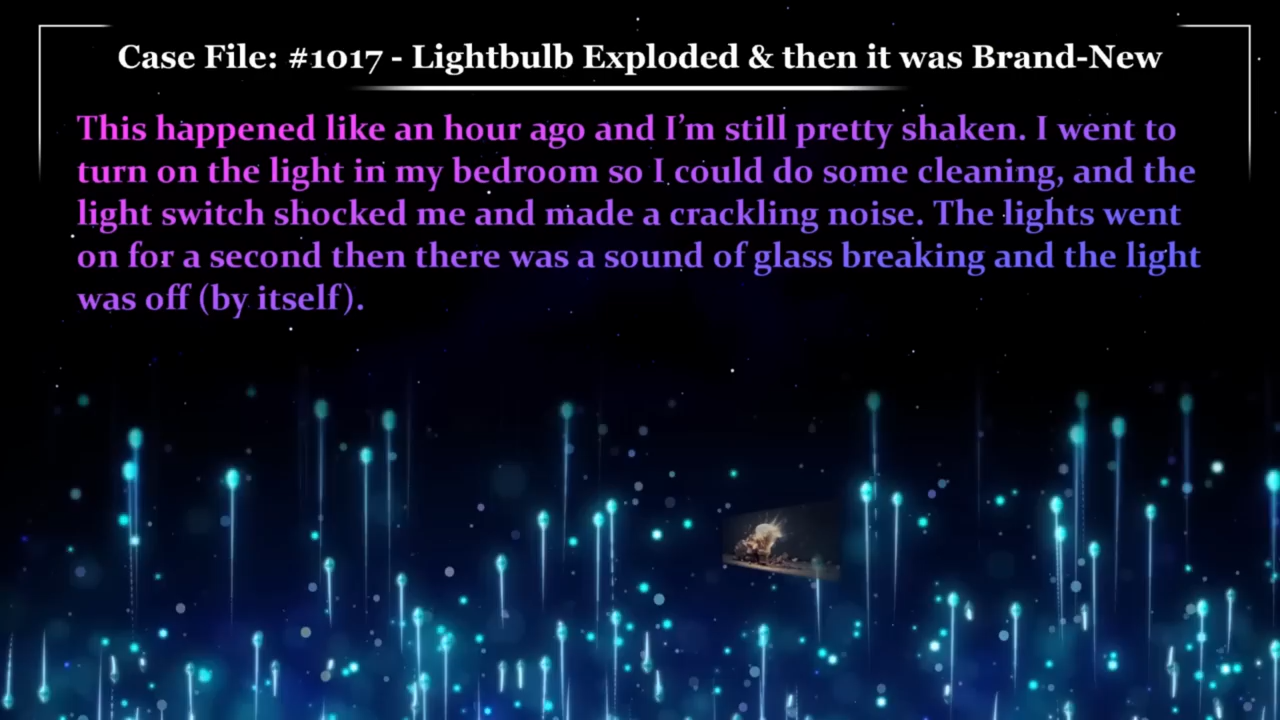 Case File: #1017 - Lightbulb Exploded & then it was Brand-New
This happened like an hour ago and I’m still pretty shaken. I went to
turn on the light in my bedroom so I could do some cleaning, and the
light switch shocked me and made a crackling noise. The lights went
on for a second then there was a sound of glass breaking and the light
was off (by itself).